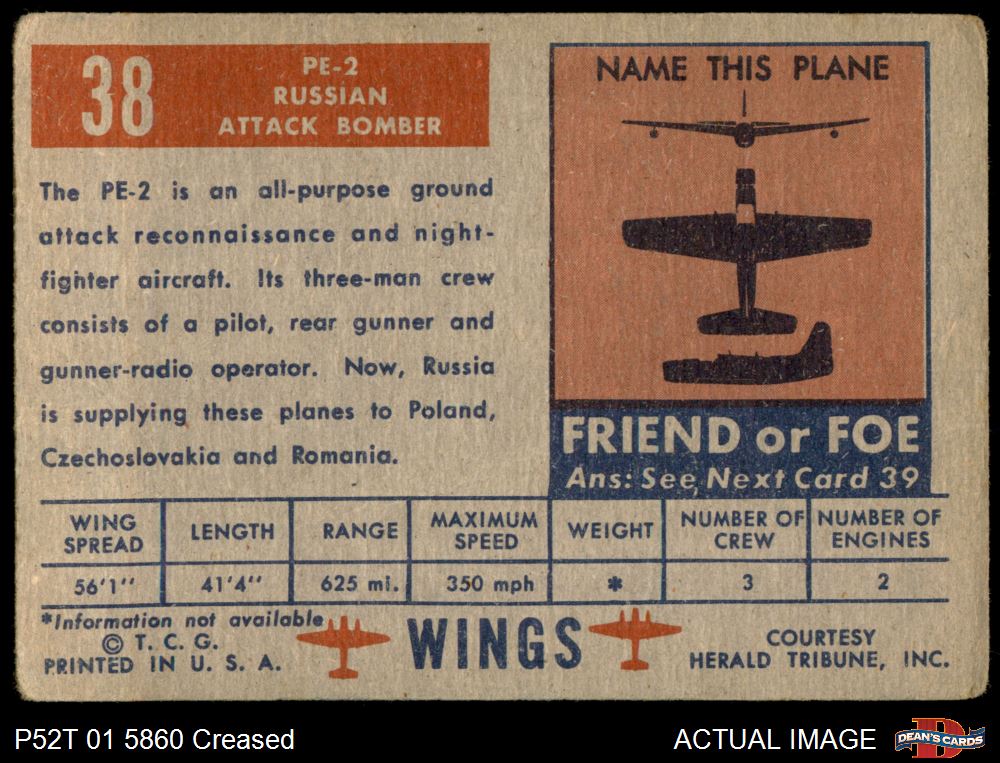 38
PE-2
RUSSIAN
ATTACK BOMBER
The PE-2 is an all-purpose ground
attack reconnaissance and night-
fighter aircraft. Its three-man crew
consists of a pilot, rear gunner and
gunner-radio operator. Now, Russia
is supplying these planes to Poland,
Czechoslovakia and Romania.
NAME THIS PLANE
FRIEND or FOE
Ans: See Next Card 39
WING SPREAD LENGTH RANGE MAXIMUM SPEED WEIGHT NUMBER OF CREW NUMBER OF ENGINES
56'1" 41'4" 625 mi. 350 mph * 3 2
*Information not available
© T. C. G.
PRINTED IN U. S. A.
WINGS
COURTESY
HERALD TRIBUNE, INC.
P52T 01 5860 Creased
ACTUAL IMAGE
D
DEAN'S CARDS